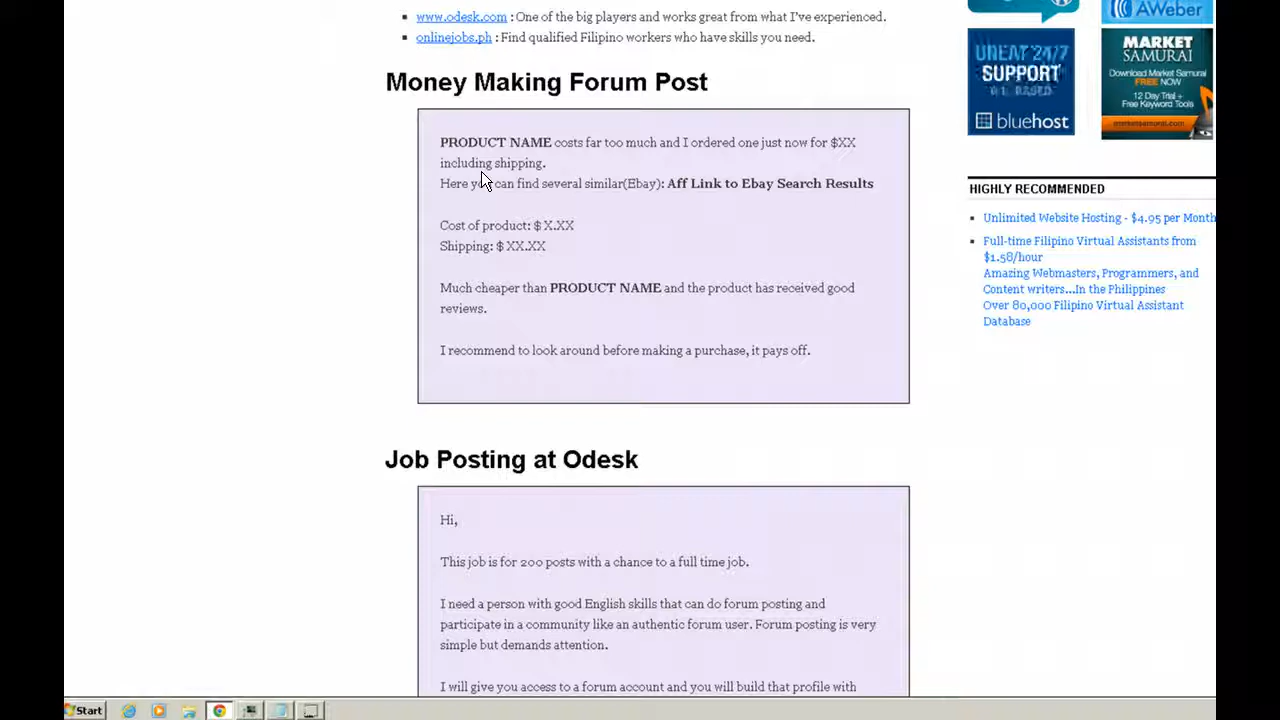 www.odesk.com : One of the big players and works great from what I've experienced.
onlinejobs.ph : Find qualified Filipino workers who have skills you need.
Money Making Forum Post
PRODUCT NAME costs far too much and I ordered one just now for $XX
including shipping.
Here you can find several similar(Ebay): Aff Link to Ebay Search Results
Cost of product: $ X.XX
Shipping: $ XX.XX
Much cheaper than PRODUCT NAME and the product has received good
reviews.
I recommend to look around before making a purchase, it pays off.
Job Posting at Odesk
Hi,
This job is for 200 posts with a chance to a full time job.
I need a person with good English skills that can do forum posting and
participate in a community like an authentic forum user. Forum posting is very
simple but demands attention.
I will give you access to a forum account and you will build that profile with
AWeber
GREAT 24/7
SUPPORT
U.S. BASED
bluehost
MARKET
SAMURAI
Download Market Samurai
FREE NOW
12 Day Trial +
Free Keyword Tools
HIGHLY RECOMMENDED
Unlimited Website Hosting - $4.95 per Month
Full-time Filipino Virtual Assistants from
$1.58/hour
Amazing Webmasters, Programmers, and
Content writers...In the Philippines
Over 80,000 Filipino Virtual Assistant
Database
Start